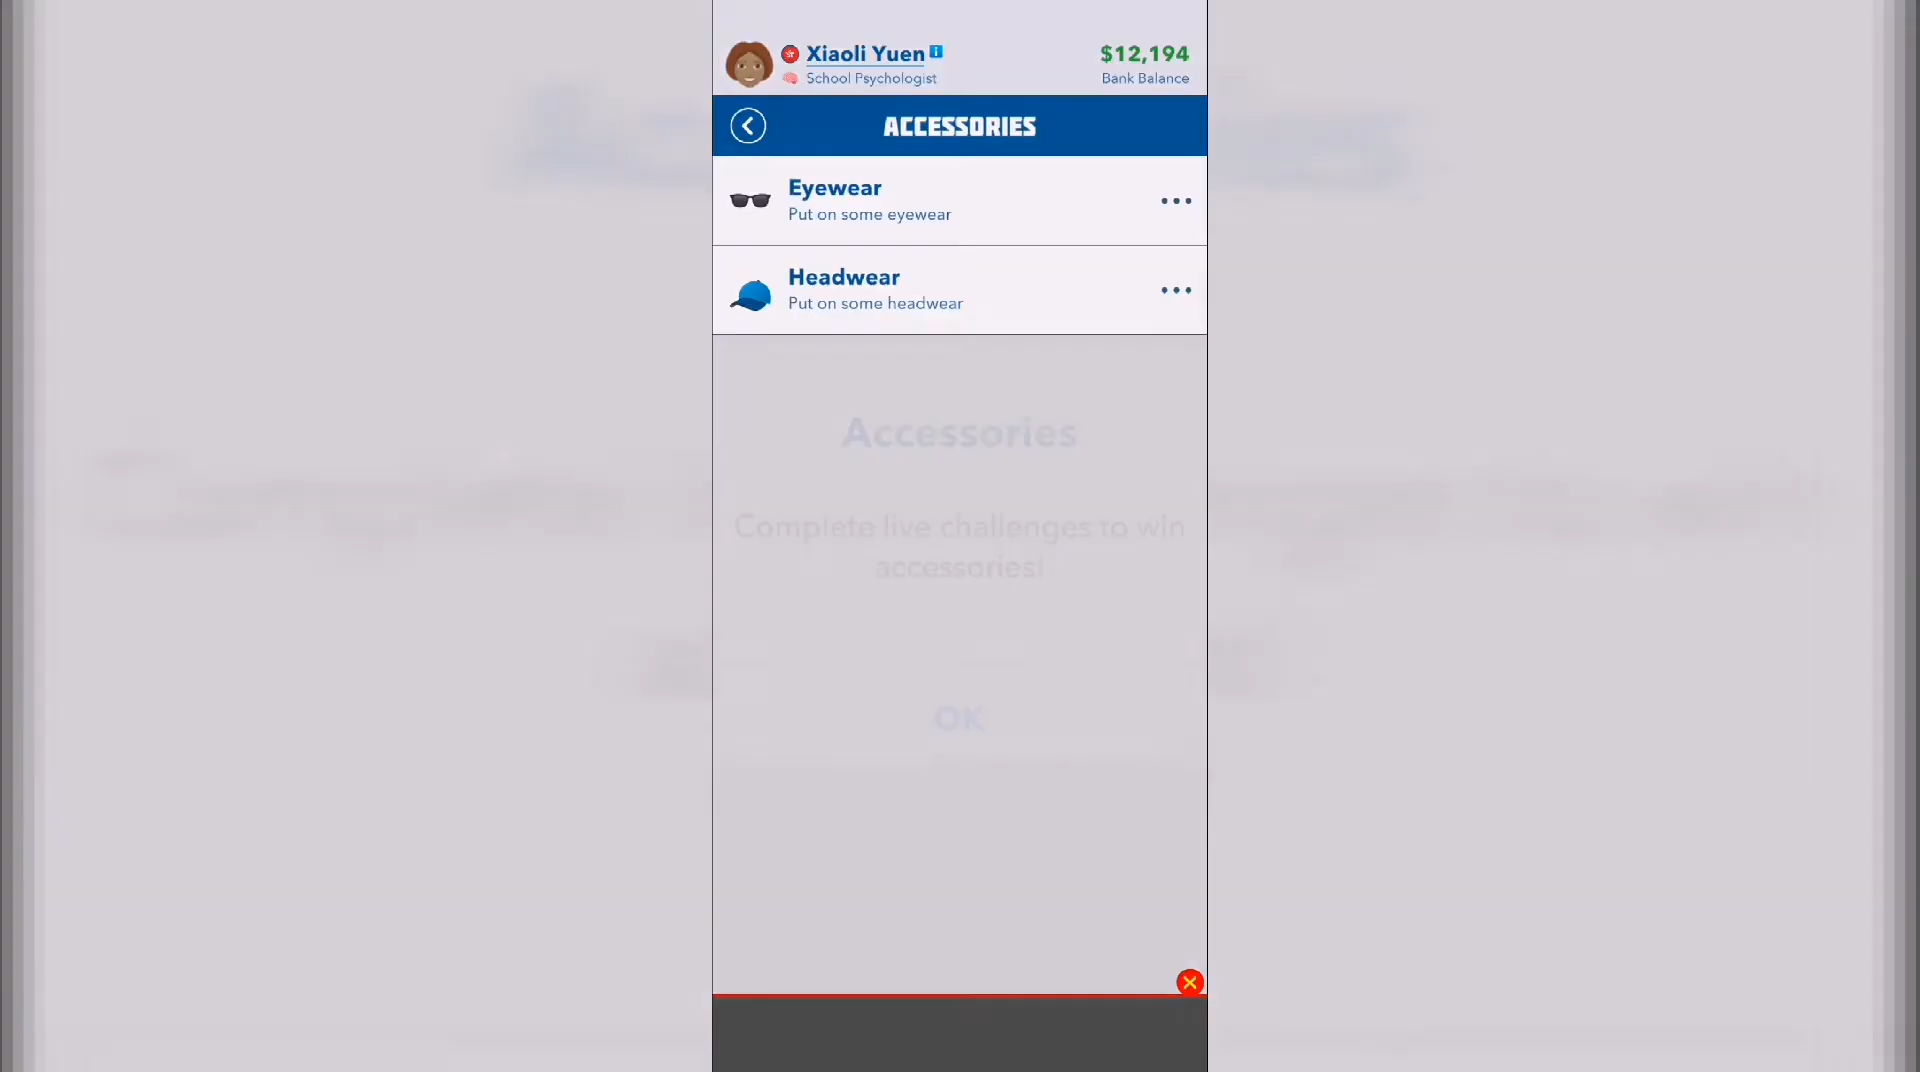 Xiaoli Yuen
$12,194
School Psychologist
Bank Balance
ACCESSORIES
Eyewear
Put on some eyewear
Headwear
Put on some headwear
Accessories
Complete live challenges to win
accessories!
OK